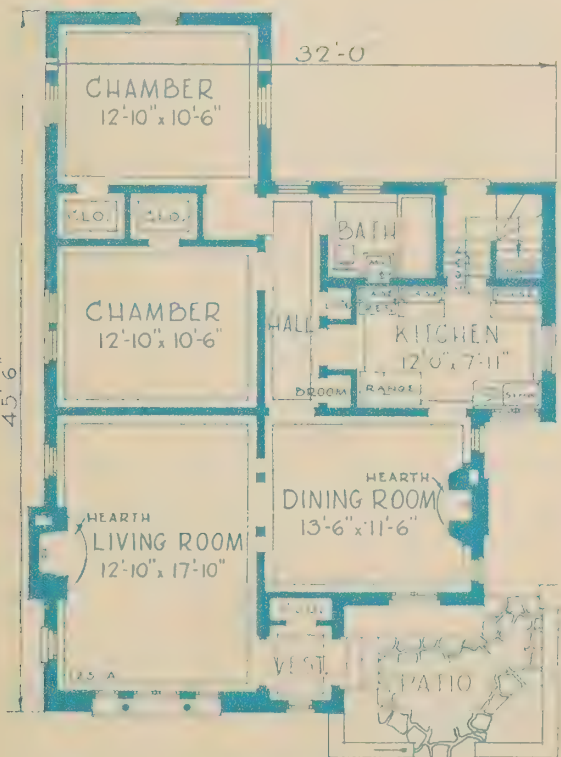 32'-0
CHAMBER
12'-10" x 10'-6"
CLO.
CLO.
BATH
CHAMBER
12'-10" x 10'-6"
45'-6"
HALL
KITCHEN
12'0" x 7'-11"
BROOM
RANGE
HEARTH
DINING ROOM
13'-6" x 11'-6"
HEARTH
LIVING ROOM
12'-10" x 17'-10"
VEST
PATIO